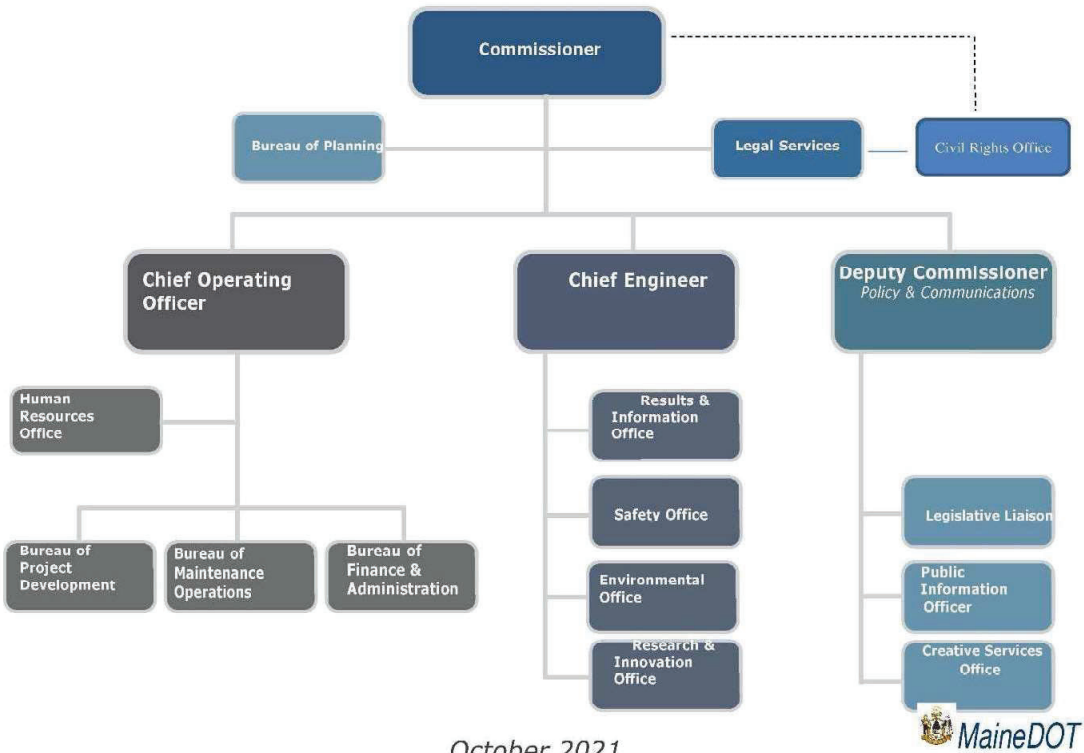 Commissioner
Bureau of Planning
Legal Services
Civil Rights Office
Chief Operating
Officer
Chief Engineer
Deputy Commissioner
Policy & Communications
Human
Resources
Office
Bureau of
Project
Development
Bureau of
Maintenance
Operations
Bureau of
Finance &
Administration
Results &
Information
Office
Safety Office
Environmental
Office
Research &
Innovation
Office
Legislative Liaison
Public
Information
Officer
Creative Services
Office
MaineDOT
October 2021